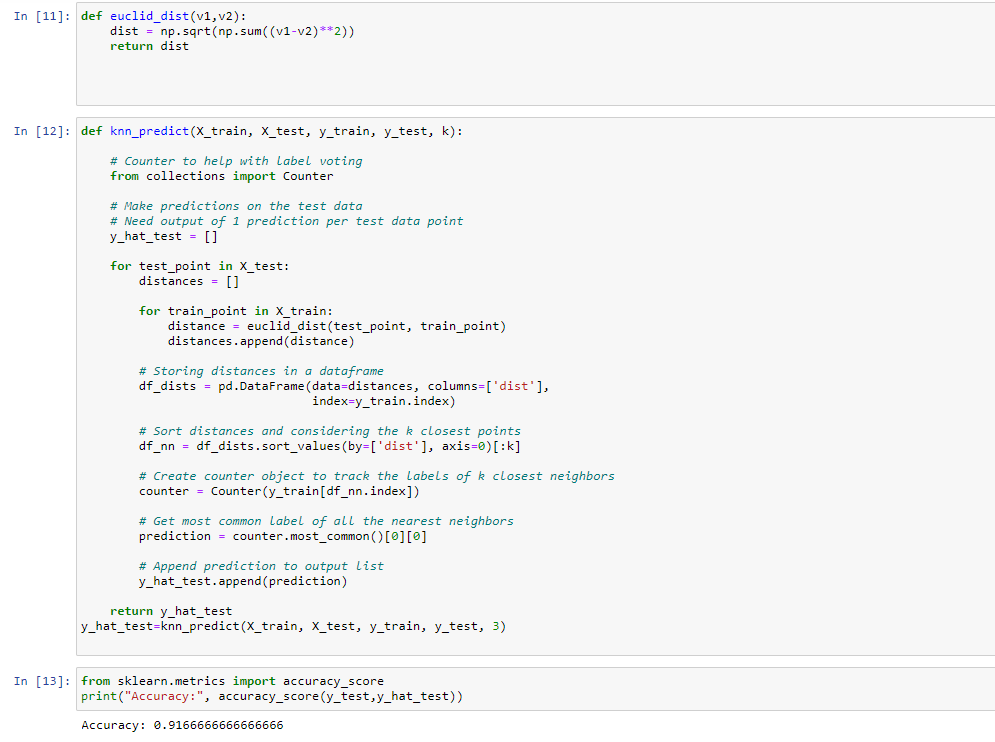 In [11]: def euclid_dist(v1,v2):
    dist = np.sqrt(np.sum((v1-v2)**2))
    return dist
In [12]: def knn_predict(X_train, X_test, y_train, y_test, k):
    # Counter to help with label voting
    from collections import Counter
    # Make predictions on the test data
    # Need output of 1 prediction per test data point
    y_hat_test = []
    for test_point in X_test:
        distances = []
        for train_point in X_train:
            distance = euclid_dist(test_point, train_point)
            distances.append(distance)
        # Storing distances in a dataframe
        df_dists = pd.DataFrame(data=distances, columns=['dist'],
                                index=y_train.index)
        # Sort distances and considering the k closest points
        df_nn = df_dists.sort_values(by=['dist'], axis=0)[:k]
        # Create counter object to track the labels of k closest neighbors
        counter = Counter(y_train[df_nn.index])
        # Get most common label of all the nearest neighbors
        prediction = counter.most_common()[0][0]
        # Append prediction to output list
        y_hat_test.append(prediction)
    return y_hat_test
y_hat_test=knn_predict(X_train, X_test, y_train, y_test, 3)
In [13]: from sklearn.metrics import accuracy_score
print("Accuracy:", accuracy_score(y_test,y_hat_test))
Accuracy: 0.9166666666666666